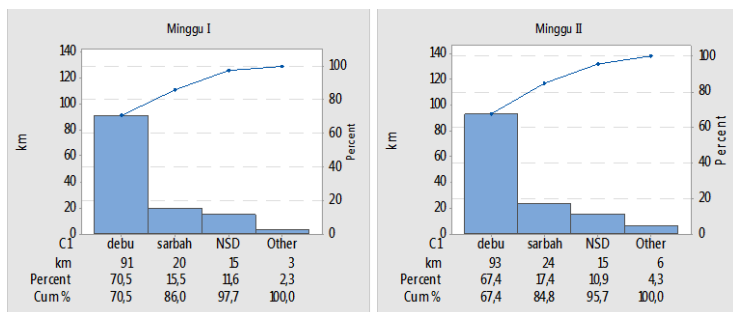 Minggu I
140
120
100
80
60
40
20
0
km
100
80
60
40
20
0
Percent
C1 debu sarbah NSD Other
km 91 20 15 3
Percent 70,5 15,5 11,6 2,3
Cum % 70,5 86,0 97,7 100,0
Minggu II
140
120
100
80
60
40
20
0
km
100
80
60
40
20
0
Percent
C1 debu sarbah NSD Other
km 93 24 15 6
Percent 67,4 17,4 10,9 4,3
Cum % 67,4 84,8 95,7 100,0